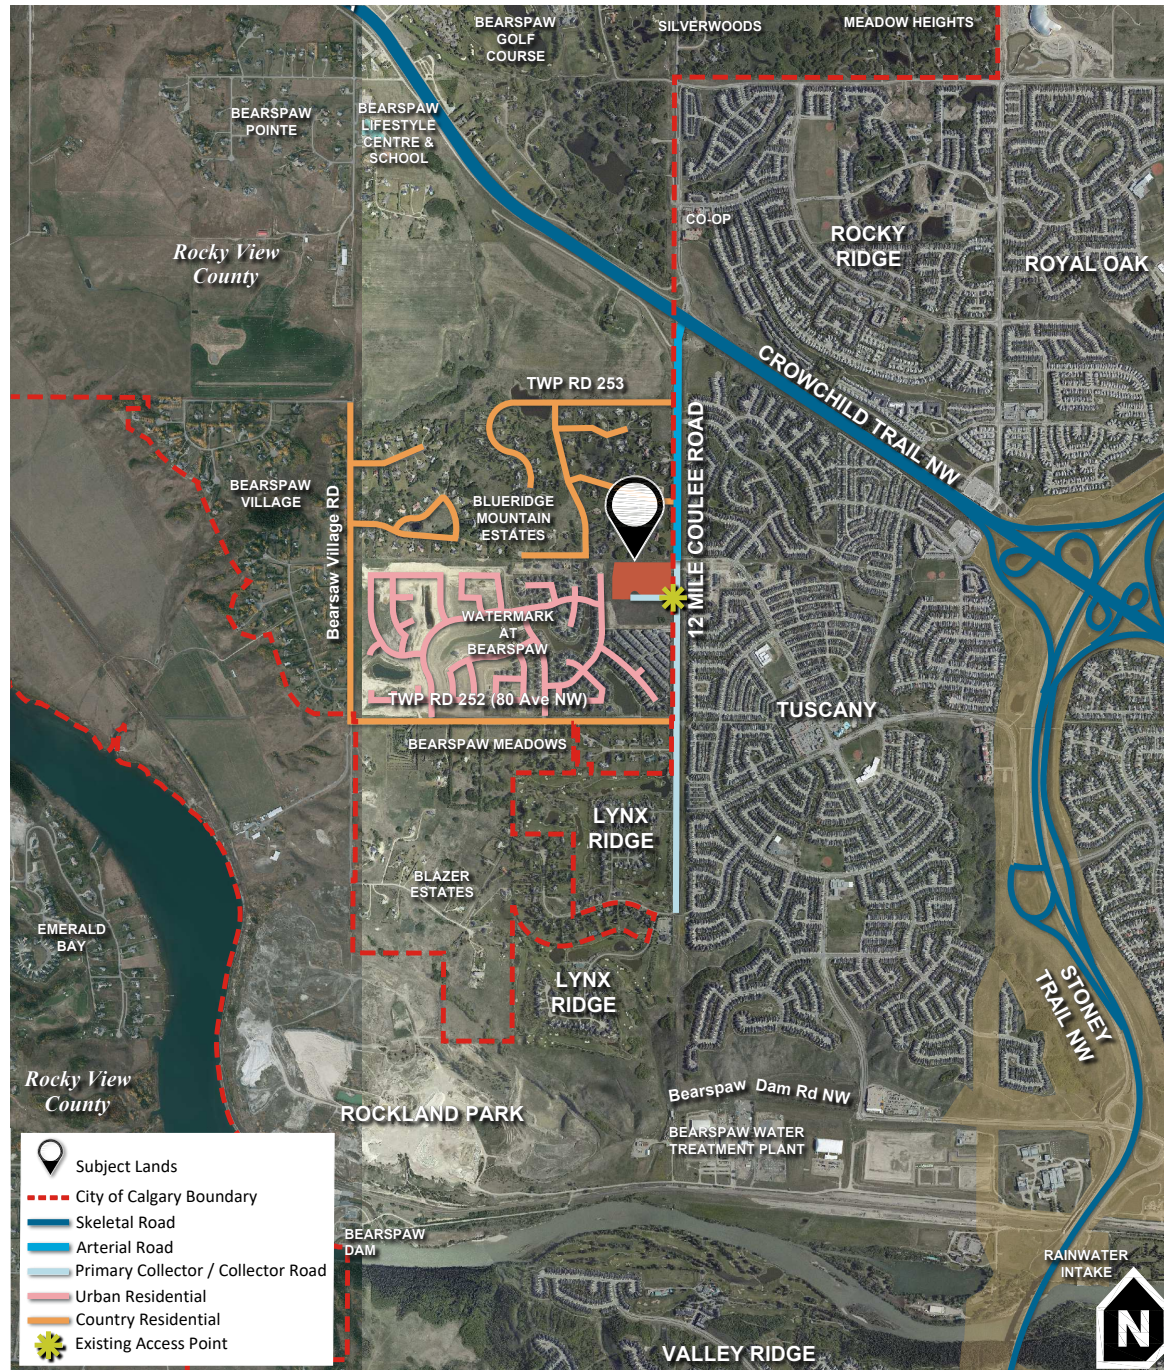 BEARSPAW
GOLF
COURSE
SILVERWOODS
MEADOW HEIGHTS
BEARSPAW
POINTE
BEARSPAW
LIFESTYLE
CENTRE &
SCHOOL
CO-OP
ROCKY
RIDGE
ROYAL OAK
Rocky View
County
CROWCHILD TRAIL NW
TWP RD 253
12 MILE COULEE ROAD
BEARSPAW
VILLAGE
Bearsaw Village RD
BLUERIDGE
MOUNTAIN
ESTATES
WATERMARK
AT
BEARSPAW
TWP RD 252 (80 Ave NW)
TUSCANY
BEARSPAW MEADOWS
LYNX
RIDGE
BLAZER
ESTATES
EMERALD
BAY
LYNX
RIDGE
STONEY
TRAIL NW
Rocky View
County
ROCKLAND PARK
Bearspaw Dam Rd NW
BEARSPAW WATER
TREATMENT PLANT
Subject Lands
City of Calgary Boundary
Skeletal Road
Arterial Road
Primary Collector / Collector Road
Urban Residential
Country Residential
Existing Access Point
BEARSPAW
DAM
RAINWATER
INTAKE
VALLEY RIDGE
N